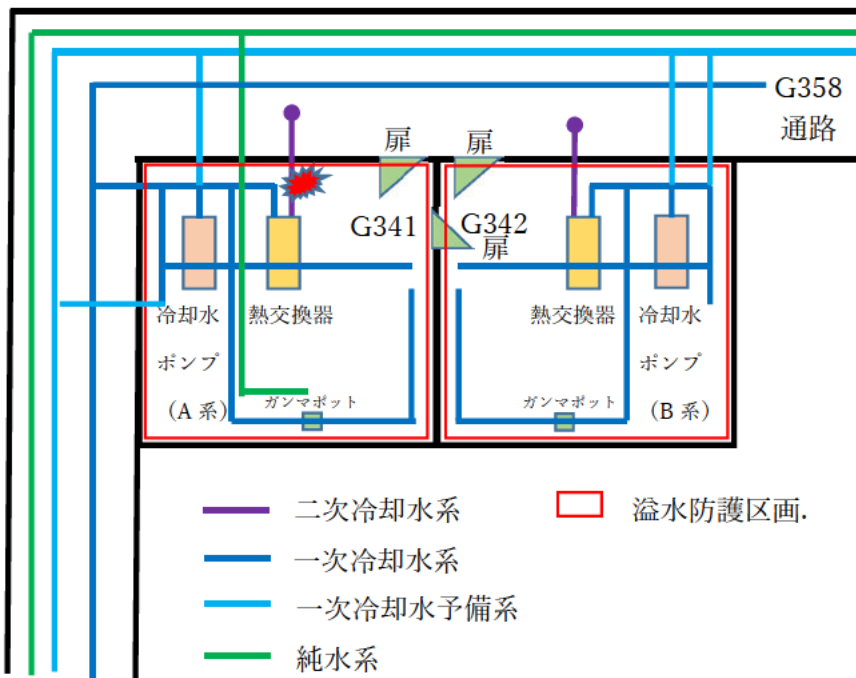 G358
通路
扉
扉
G341
G342
扉
冷却水
ポンプ
（A 系）
熱交換器
ガンマポット
熱交換器
冷却水
ポンプ
（B 系）
ガンマポット
二次冷却水系
溢水防護区画.
一次冷却水系
一次冷却水予備系
純水系